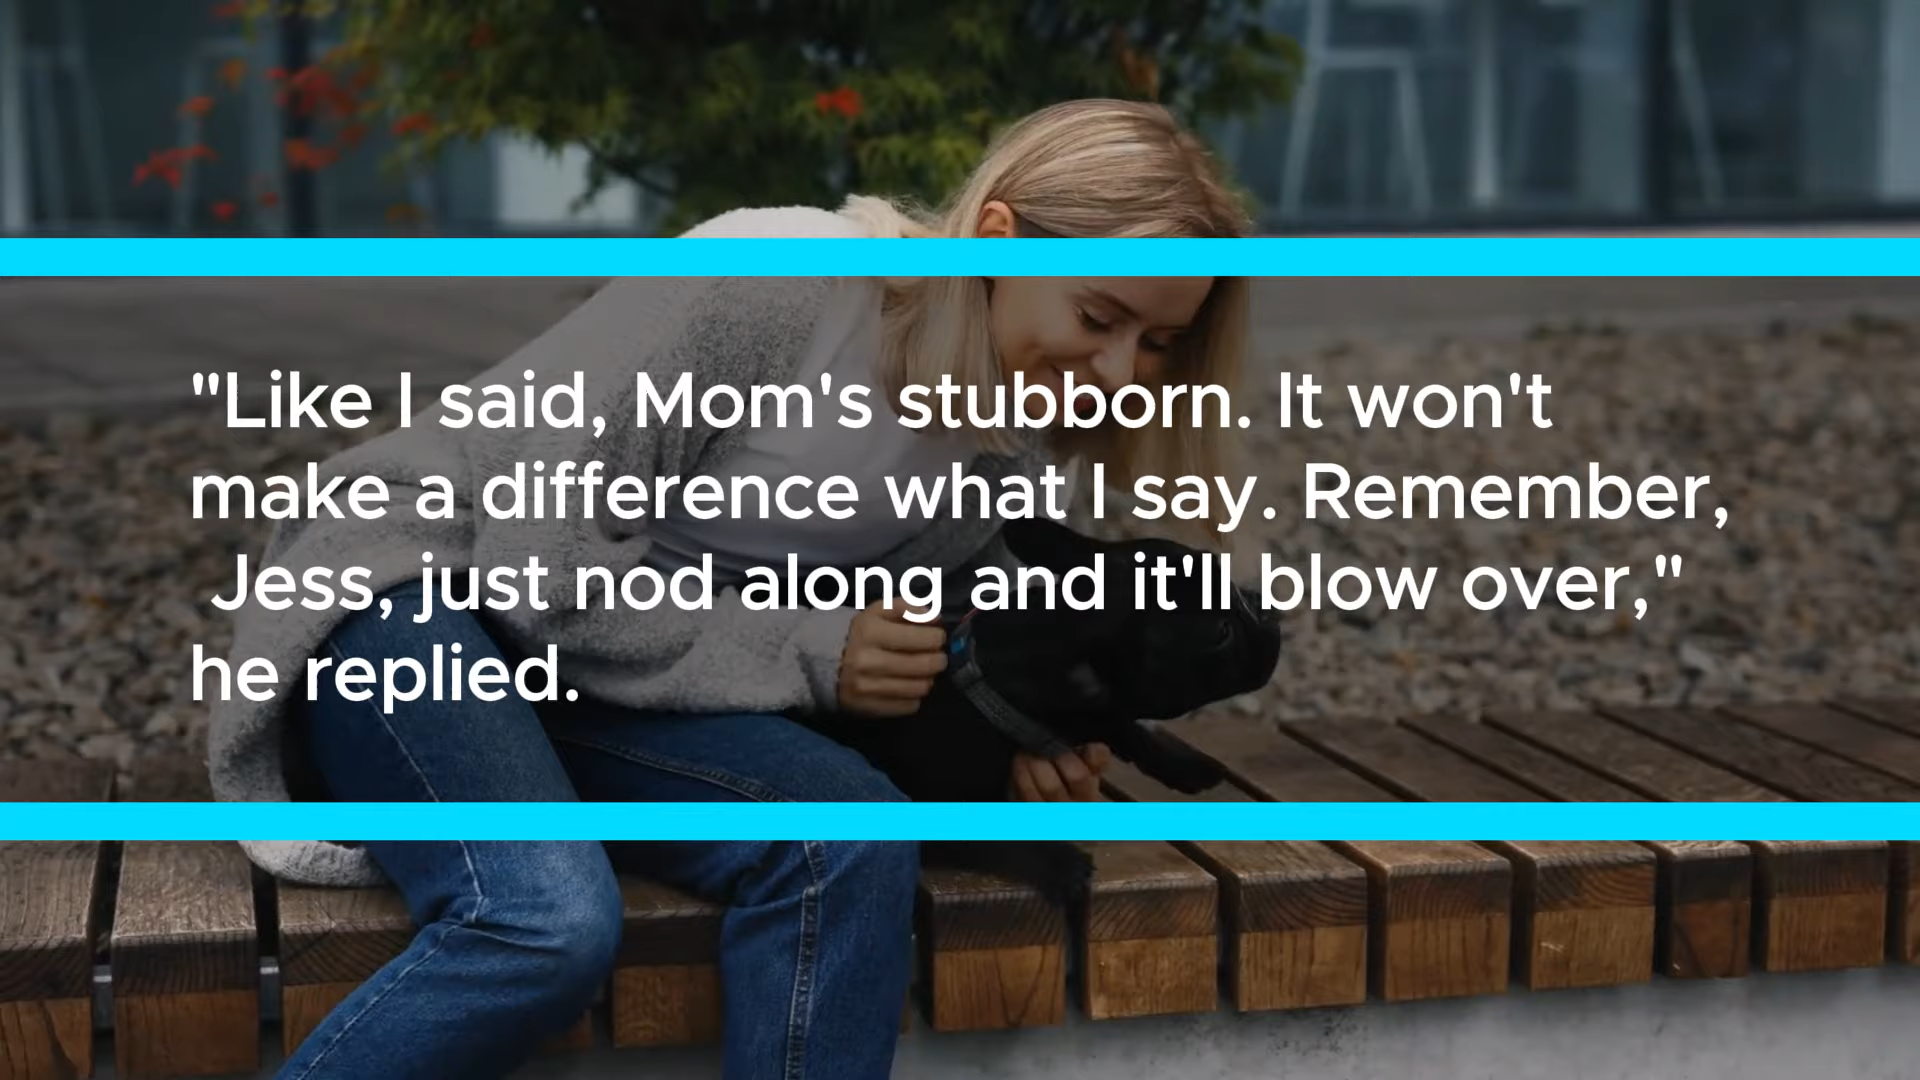 "Like I said, Mom's stubborn. It won't
make a difference what I say. Remember,
Jess, just nod along and it'll blow over,"
he replied.